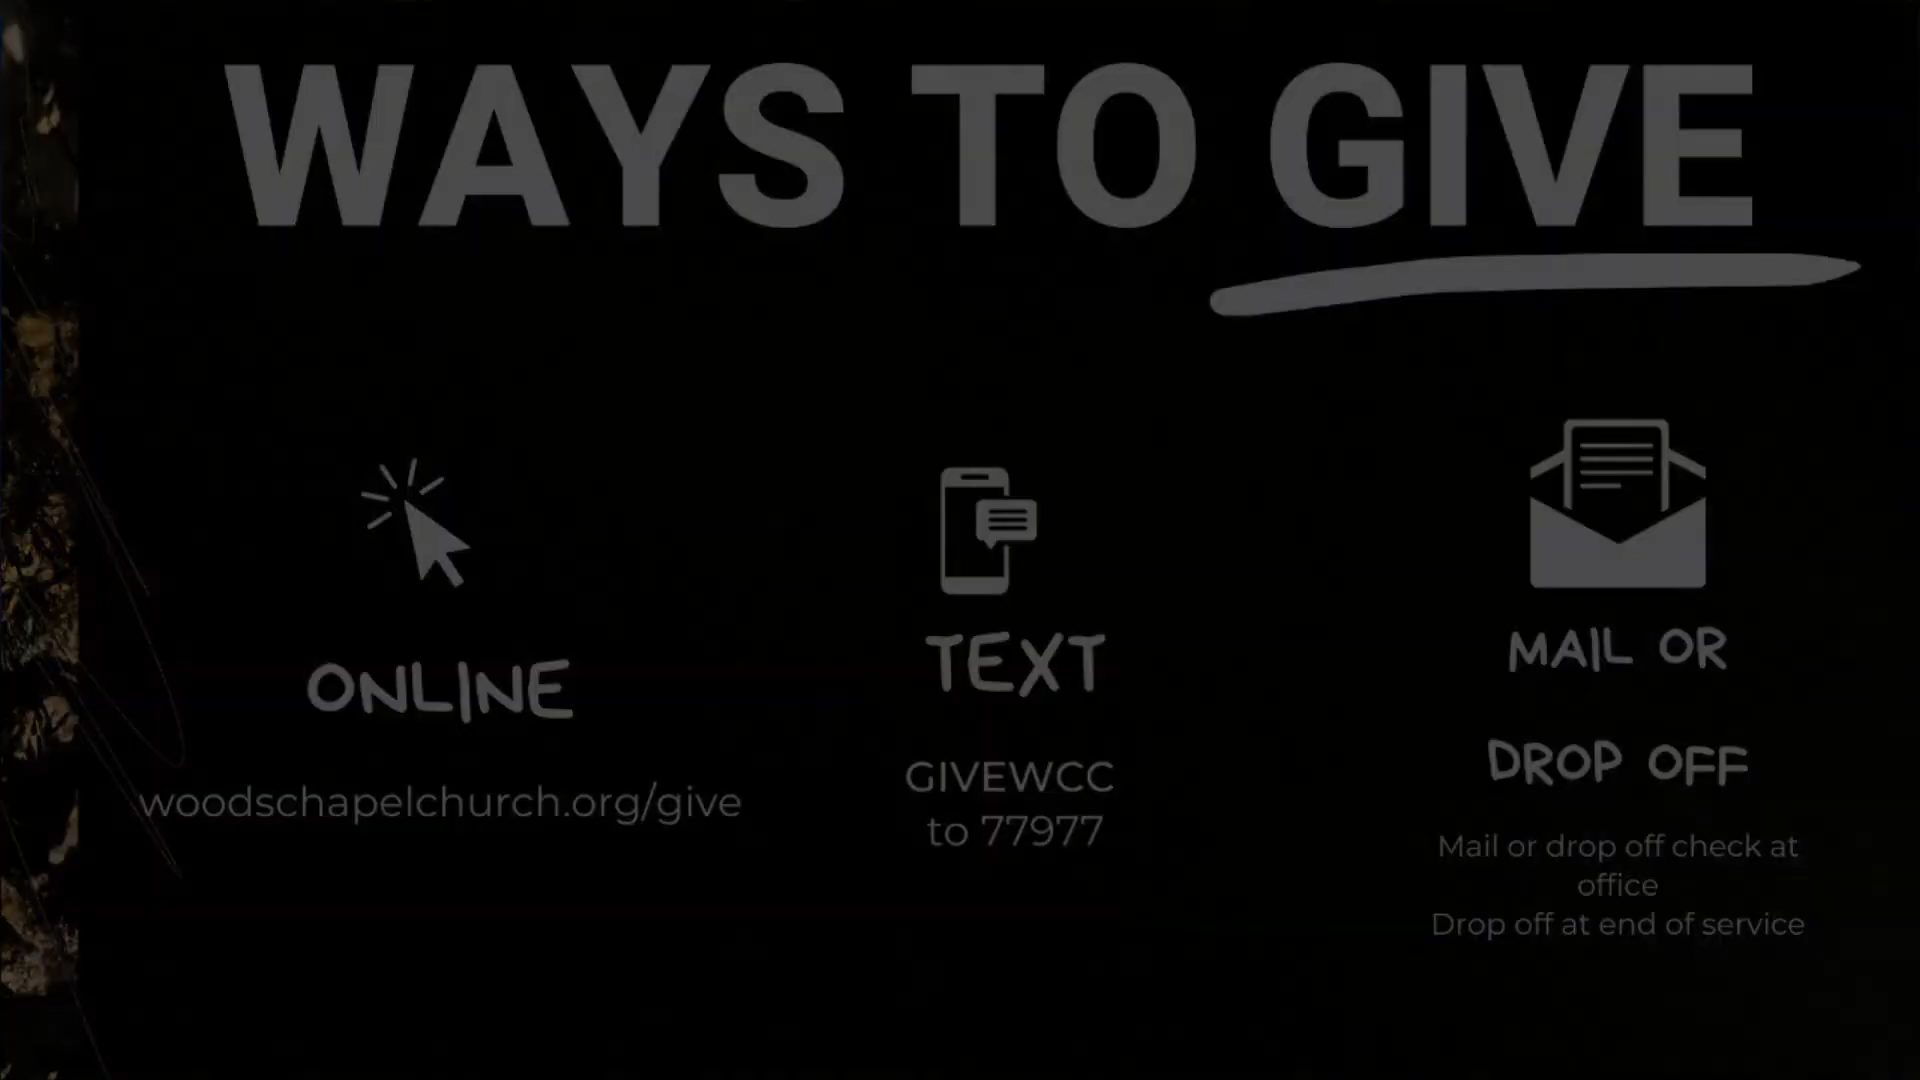 WAYS TO GIVE
ONLINE
woodschapelchurch.org/give
TEXT
GIVEWCC
to 77977
MAIL OR
DROP OFF
Mail or drop off check at
office
Drop off at end of service